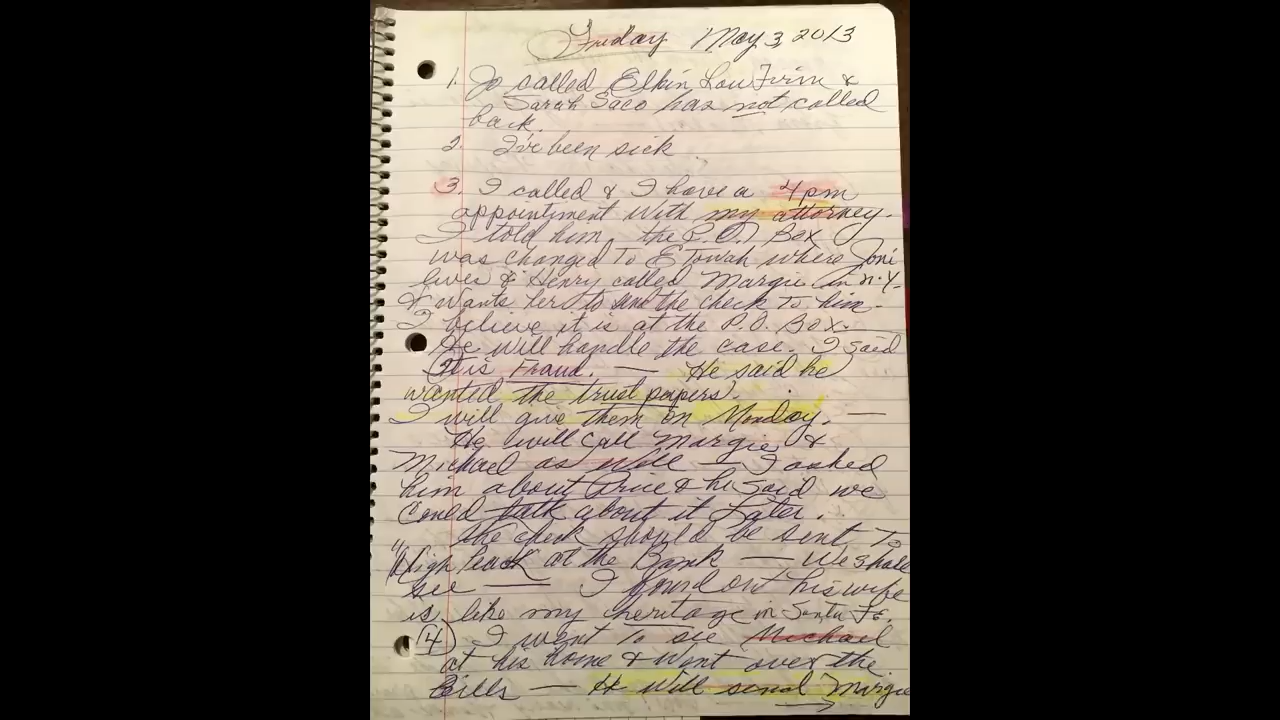 Friday May 3, 2013
1. Jo called Elkin Law Firm &
Sarah Saco has not called
back.
2. I've been sick
3. I called & I have a 4pm
appointment with my attorney.
I told him, the P.O. Box
was changed to Etowah where Joni
lives & Henry called Margie in N.Y.
& wants her to send the check to him.
I believe it is at the P.O. Box.
He will handle the case. I said
it is Fraud. — He said he
wanted the trust papers.
I will give them on Monday. —
He will call Margie &
Michael as well — I asked
him about Price & he said we
could talk about it Later.
the check should be sent to
at the Bank — We shall
see — I found out his wife
is like my heritage in Santa Fe.
(4) I went to see Michael
at his home & went over the
Bills — He will send Margie